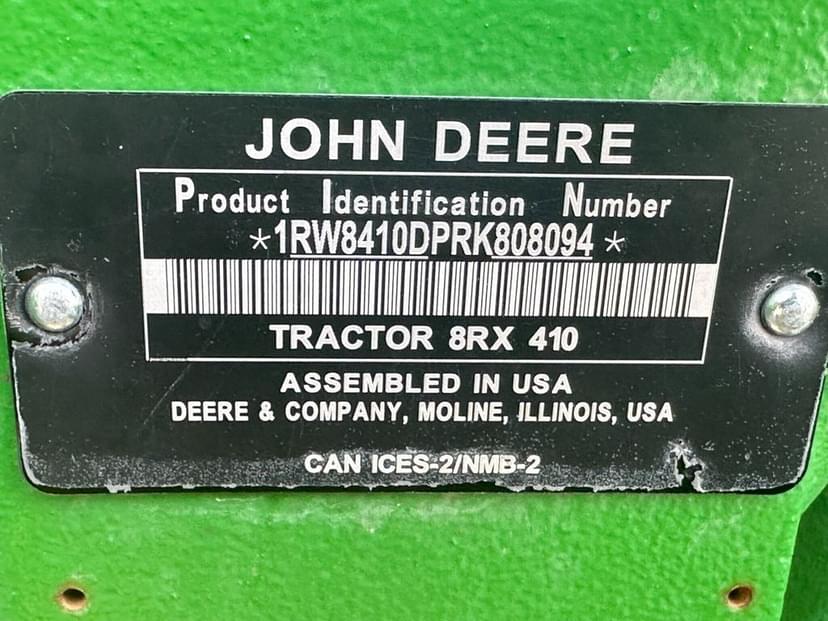 JOHN DEERE
Product Identification Number
*1RW8410DPRK808094*
TRACTOR 8RX 410
ASSEMBLED IN USA
DEERE & COMPANY, MOLINE, ILLINOIS, USA
CAN ICES-2/NMB-2